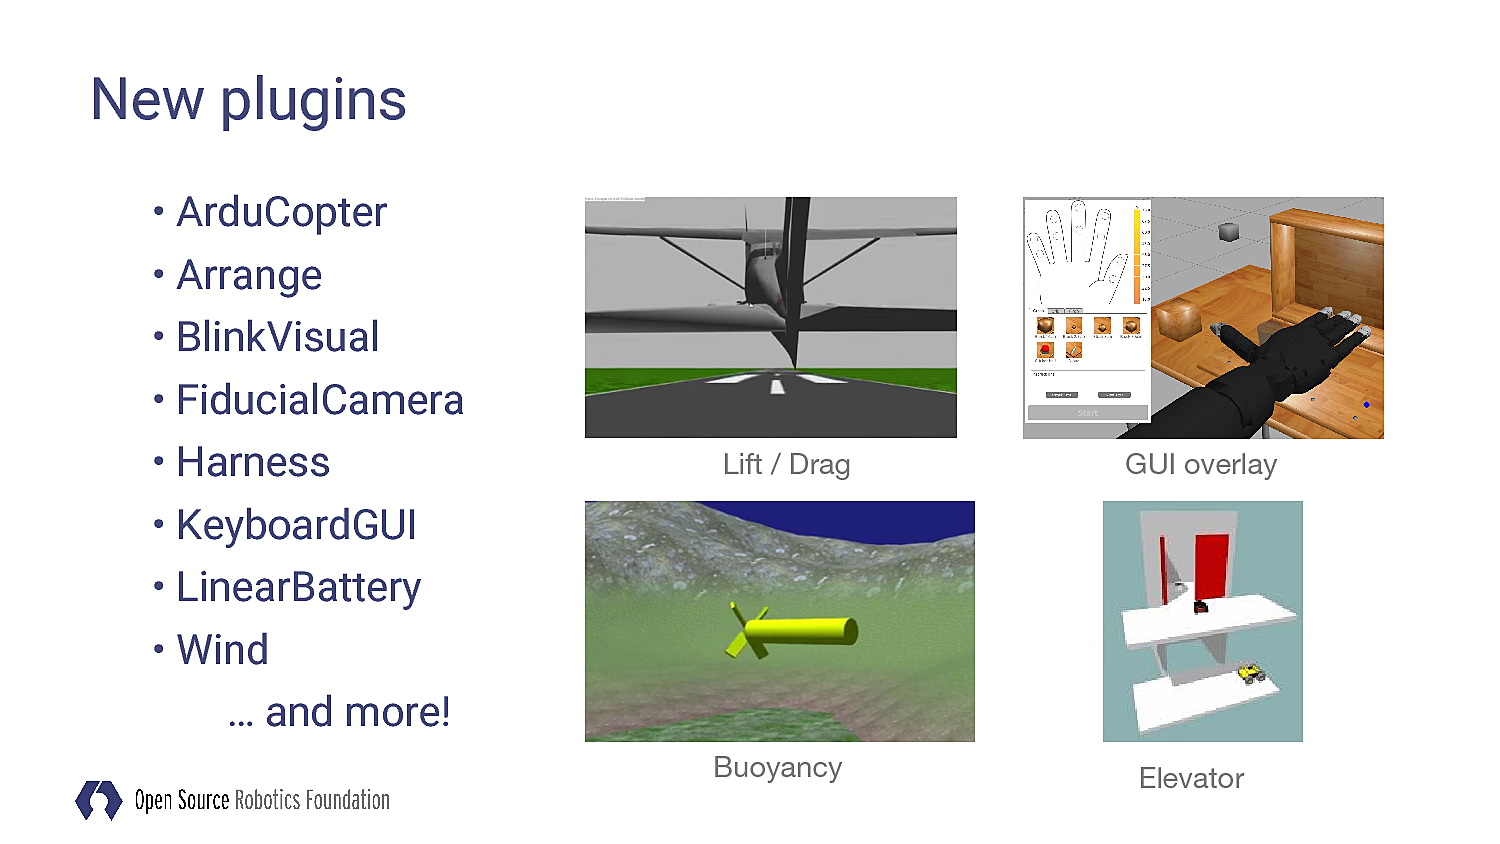 New plugins
• ArduCopter
• Arrange
• BlinkVisual
• FiducialCamera
• Harness
• KeyboardGUI
• LinearBattery
• Wind
... and more!
Lift / Drag
Start
GUI overlay
Buoyancy
Elevator
Open Source Robotics Foundation